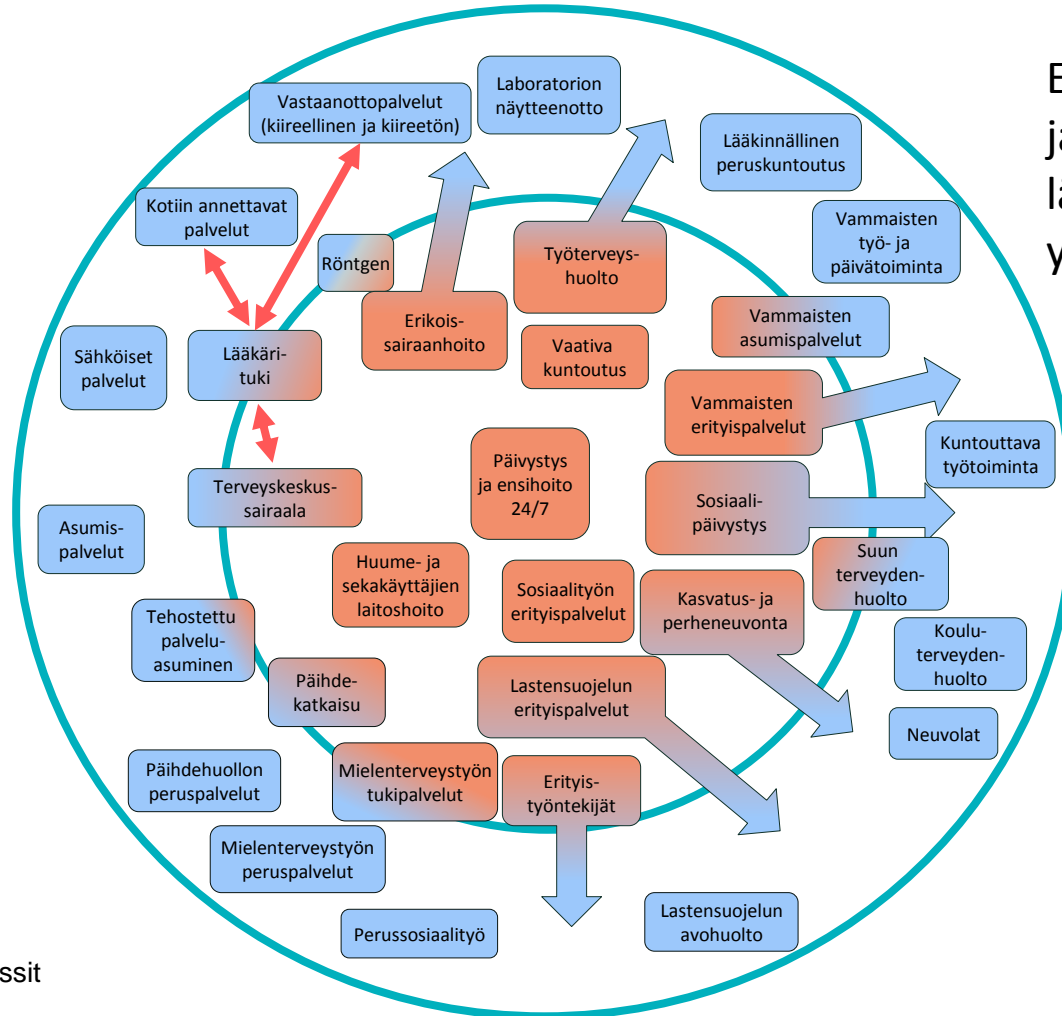 Laboratorion
näytteenotto
Vastaanottopalvelut
(kiireellinen ja kiireetön)
Lääkinnällinen
peruskuntoutus
Kotiin annettavat
palvelut
Vammaisten
työ- ja
päivätoiminta
Röntgen
Työterveys-
huolto
Erikois-
sairaanhoito
Vammaisten
asumispalvelut
Sähköiset
palvelut
Lääkäri-
tuki
Vaativa
kuntoutus
Vammaisten
erityispalvelut
Kuntouttava
työtoiminta
Päivystys
ja ensihoito
24/7
Terveyskeskus-
sairaala
Sosiaali-
päivystys
Asumis-
palvelut
Suun
terveyden-
huolto
Huume- ja
sekakäyttäjien
laitoshoito
Sosiaalityön
erityispalvelut
Kasvatus- ja
perheneuvonta
Tehostettu
palvelu-
asuminen
Koulu-
terveyden-
huolto
Päihde-
katkaisu
Lastensuojelun
erityispalvelut
Neuvolat
Päihdehuollon
peruspalvelut
Mielenterveystyön
tukipalvelut
Erityis-
työntekijät
Mielenterveystyön
peruspalvelut
Perussosiaalityö
Lastensuojelun
avohuolto
ssit